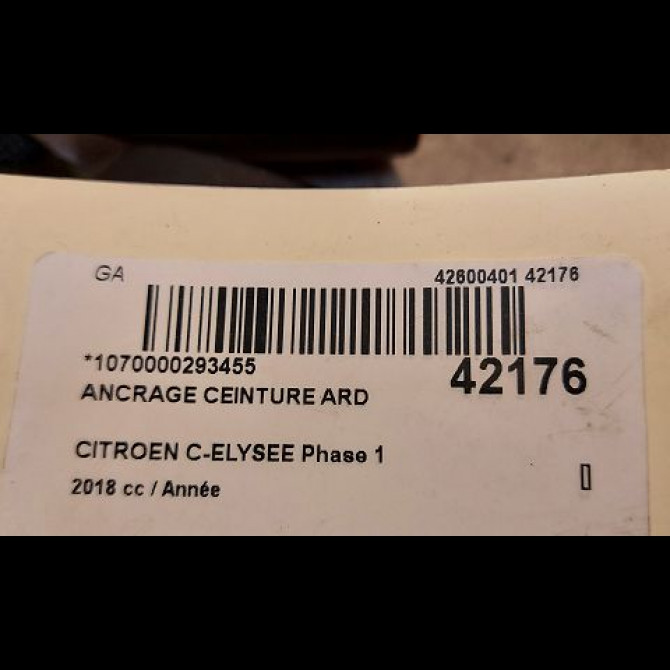 GA 42600401 42176
*1070000293455 42176
ANCRAGE CEINTURE ARD
CITROEN C-ELYSEE Phase 1
2018 cc / Année